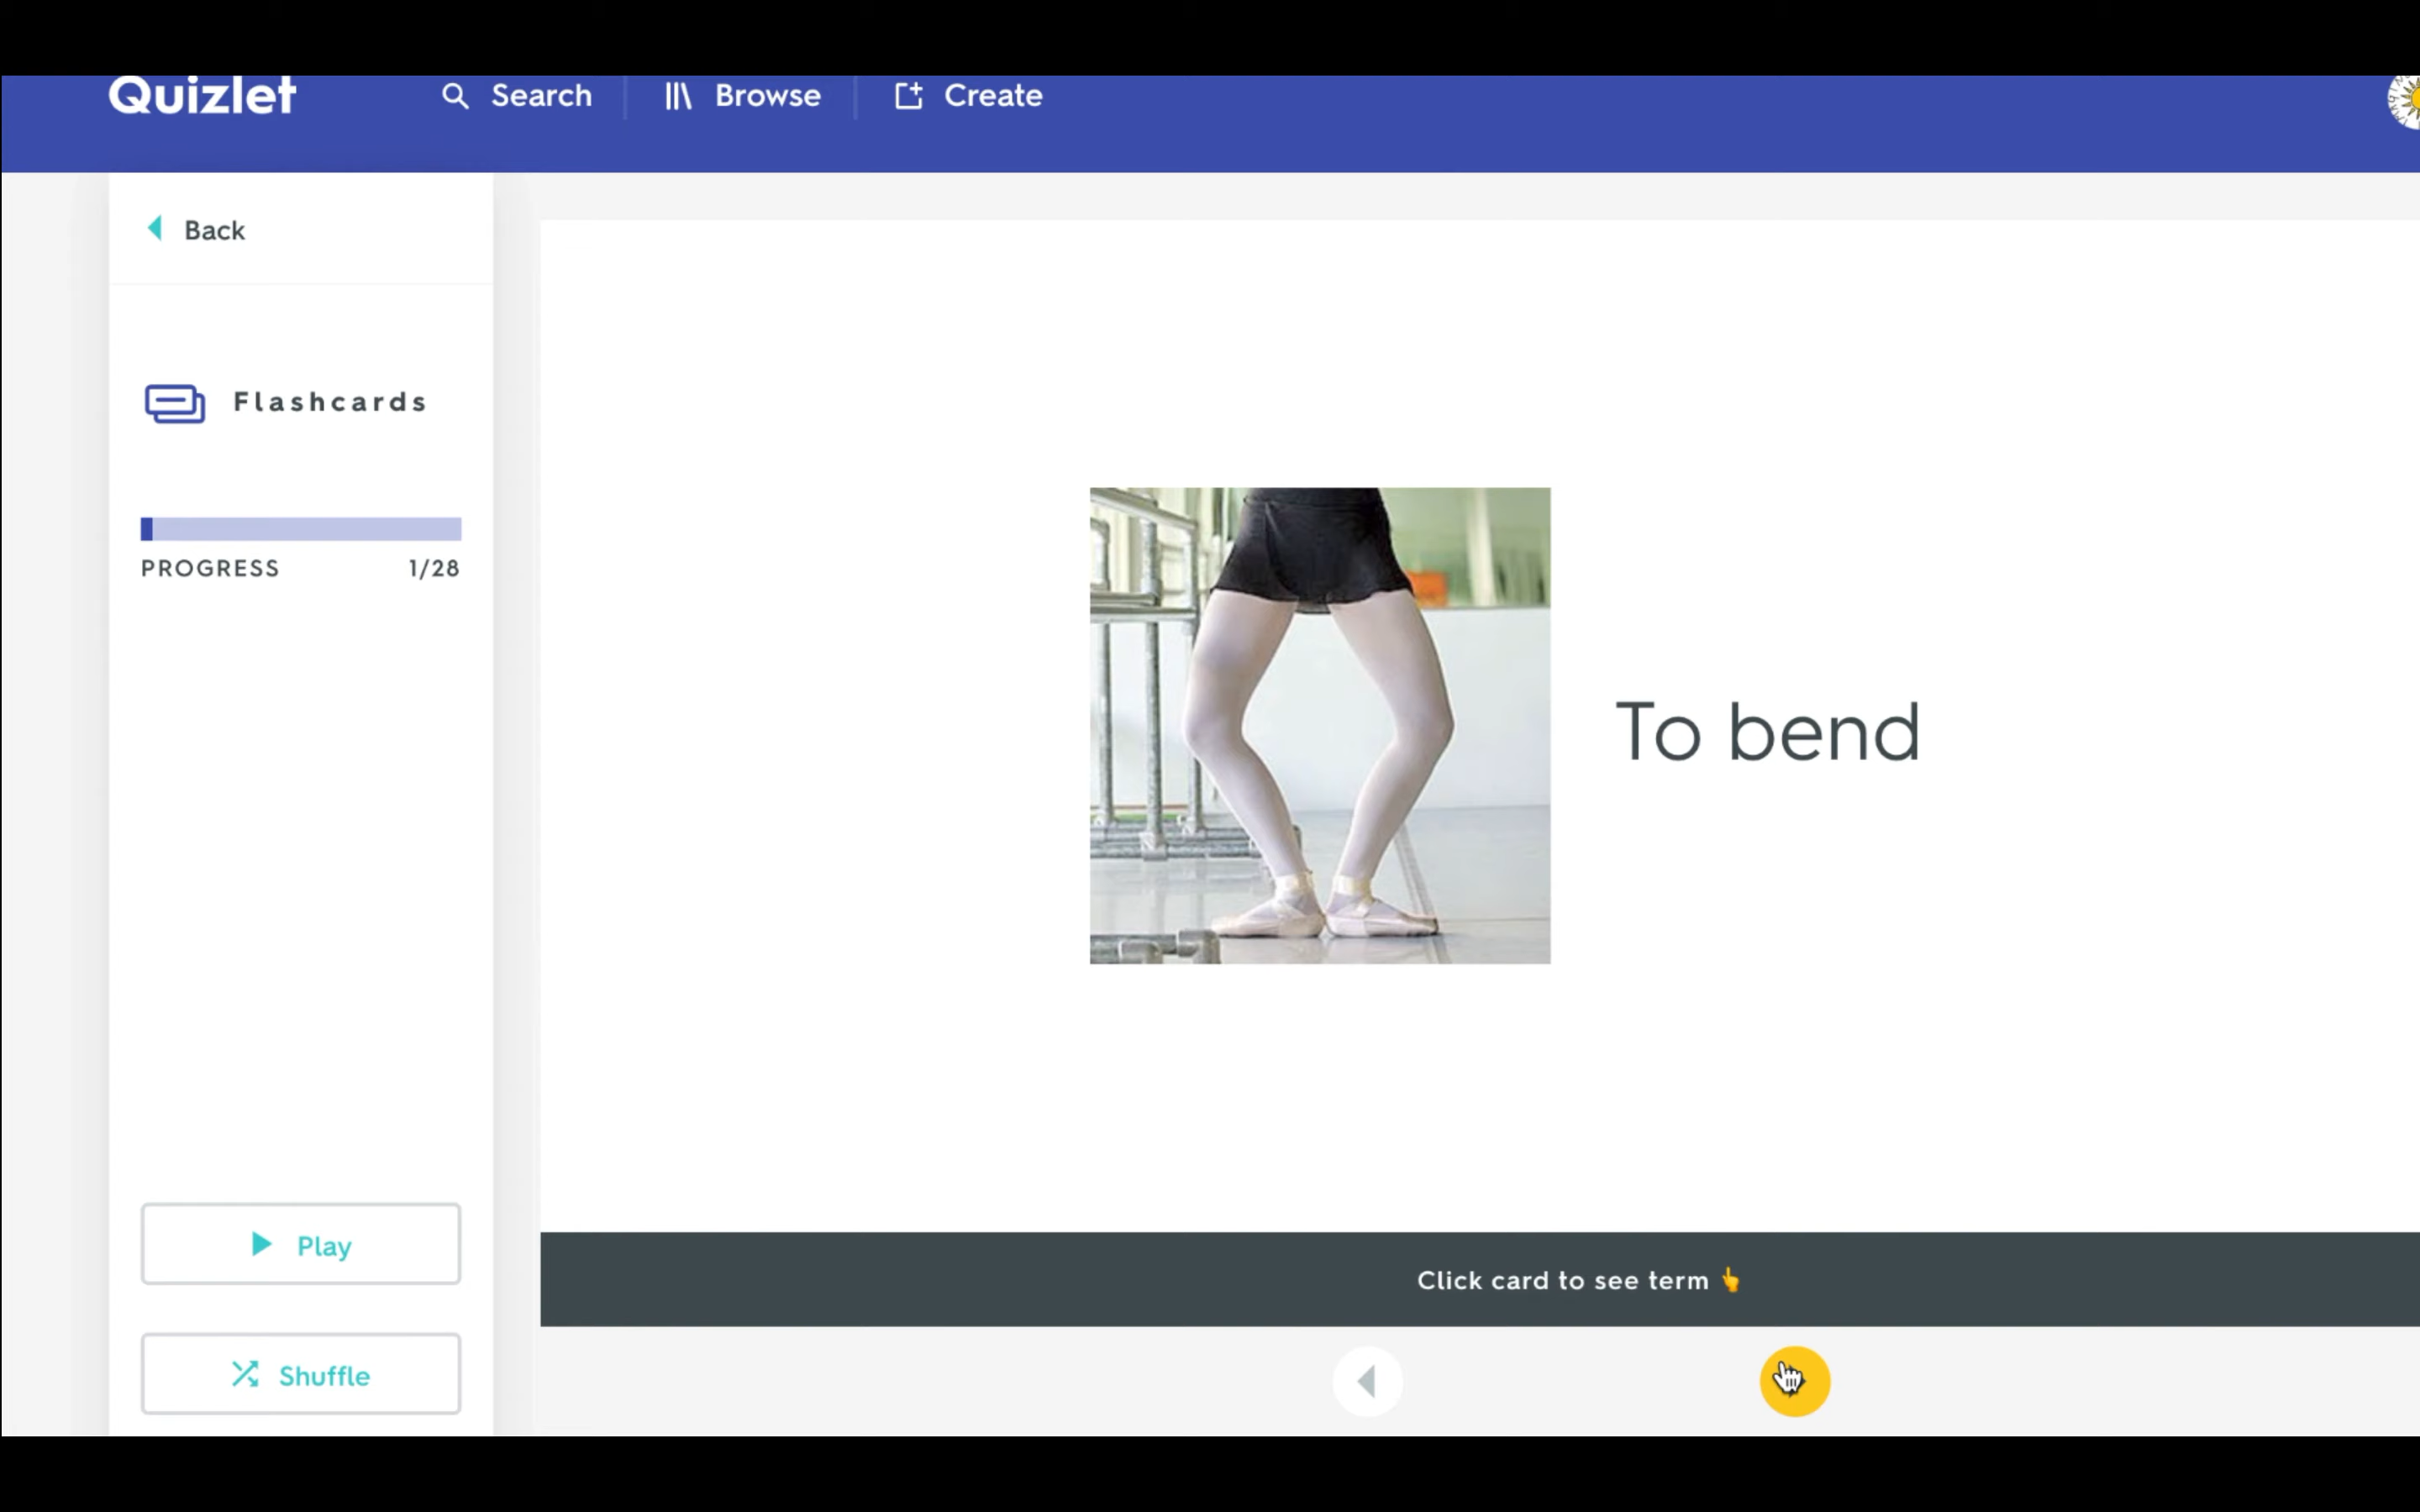 Quizlet
Search
Browse
Create
Back
Flashcards
PROGRESS 1/28
To bend
Play
Shuffle
Click card to see term 👆